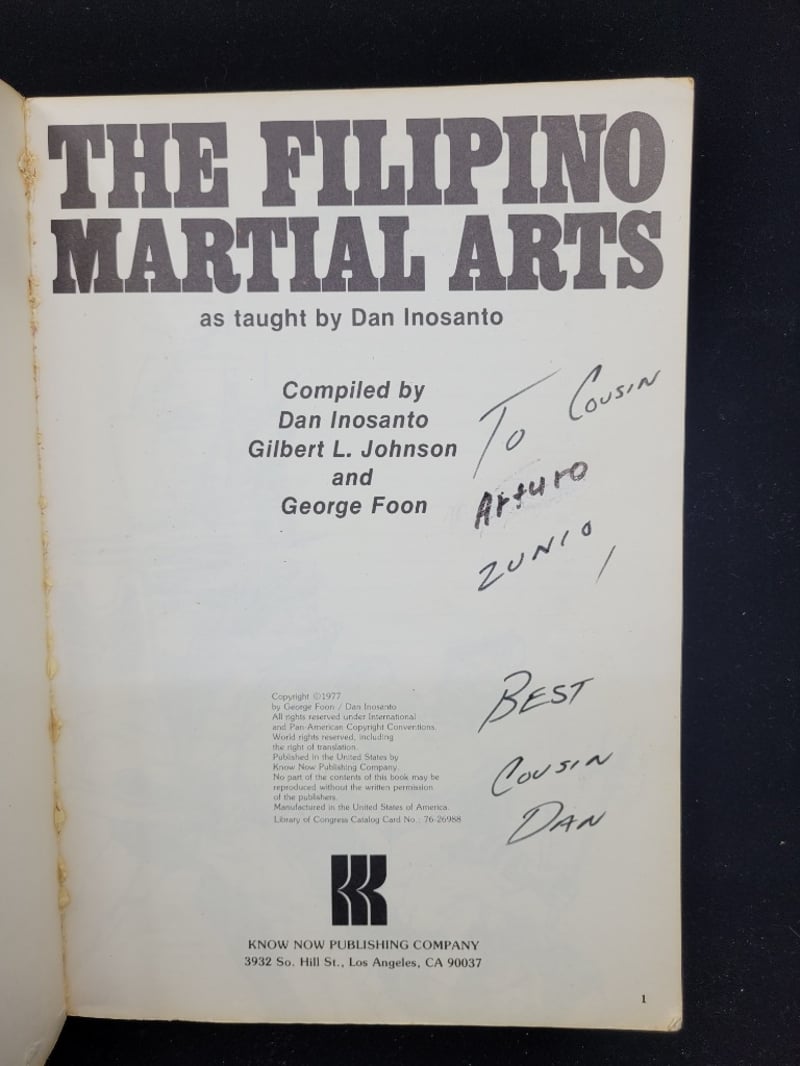 THE FILIPINO
MARTIAL ARTS
as taught by Dan Inosanto
Compiled by
Dan Inosanto
Gilbert L. Johnson
and
George Foon
To Cousin
Arturo
ZUNIO,
BEST
Cousin
DAN
Copyright ©1977
by George Foon / Dan Inosanto
All rights reserved under International
and Pan-American Copyright Conventions.
World rights reserved, including
the right of translation.
Published in the United States by
Know Now Publishing Company.
No part of the contents of this book may be
reproduced without the written permission
of the publishers.
Manufactured in the United States of America.
Library of Congress Catalog Card No.: 76-26988
KNOW NOW PUBLISHING COMPANY
3932 So. Hill St., Los Angeles, CA 90037
1